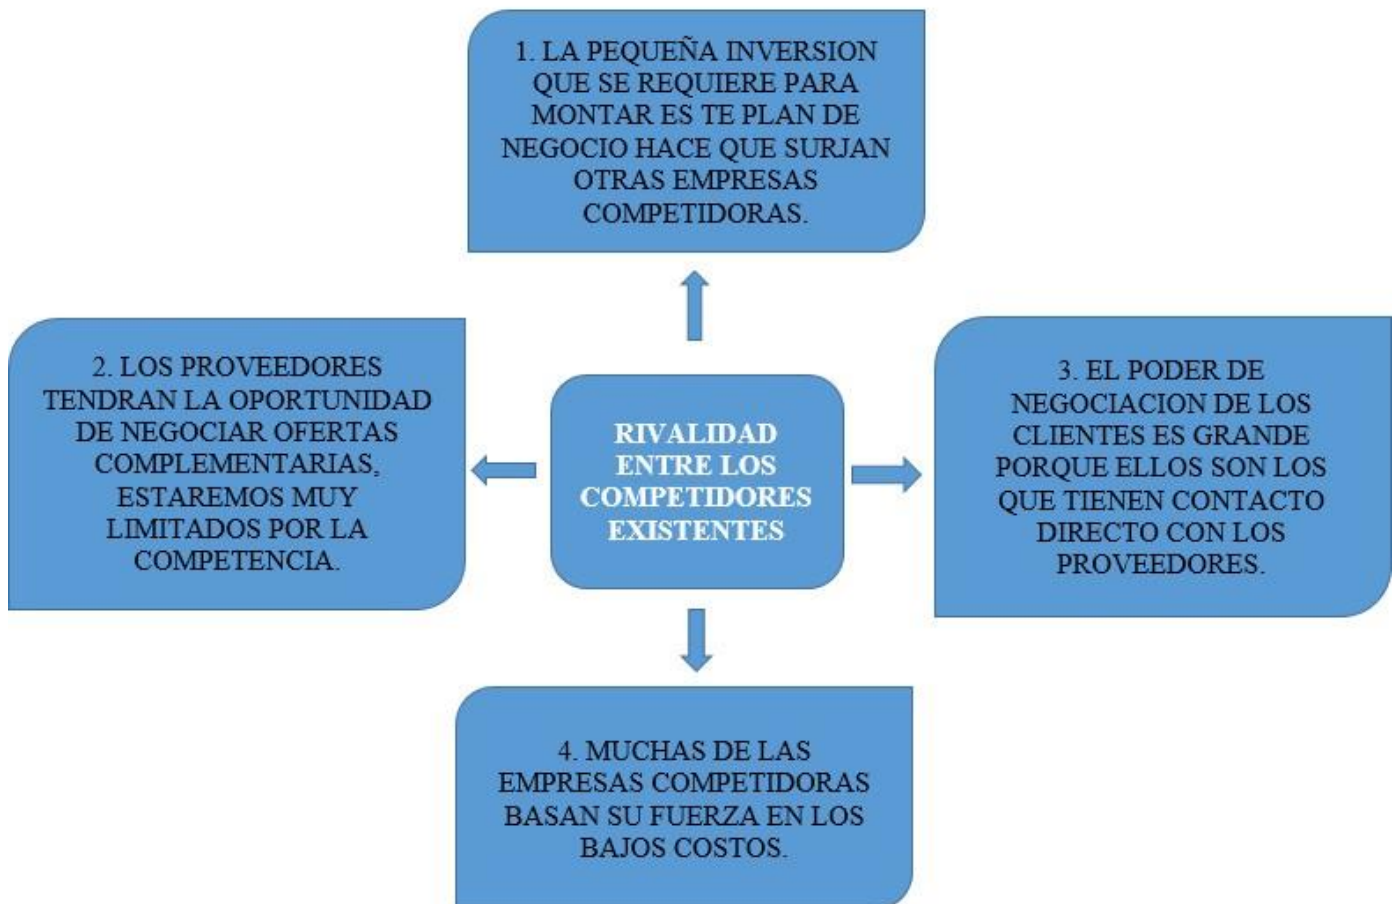 1. LA PEQUEÑA INVERSION
QUE SE REQUIERE PARA
MONTAR ES TE PLAN DE
NEGOCIO HACE QUE SURJAN
OTRAS EMPRESAS
COMPETIDORAS.
2. LOS PROVEEDORES
TENDRAN LA OPORTUNIDAD
DE NEGOCIAR OFERTAS
COMPLEMENTARIAS,
ESTAREMOS MUY
LIMITADOS POR LA
COMPETENCIA.
RIVALIDAD
ENTRE LOS
COMPETIDORES
EXISTENTES
3. EL PODER DE
NEGOCIACION DE LOS
CLIENTES ES GRANDE
PORQUE ELLOS SON LOS
QUE TIENEN CONTACTO
DIRECTO CON LOS
PROVEEDORES.
4. MUCHAS DE LAS
EMPRESAS COMPETIDORAS
BASAN SU FUERZA EN LOS
BAJOS COSTOS.